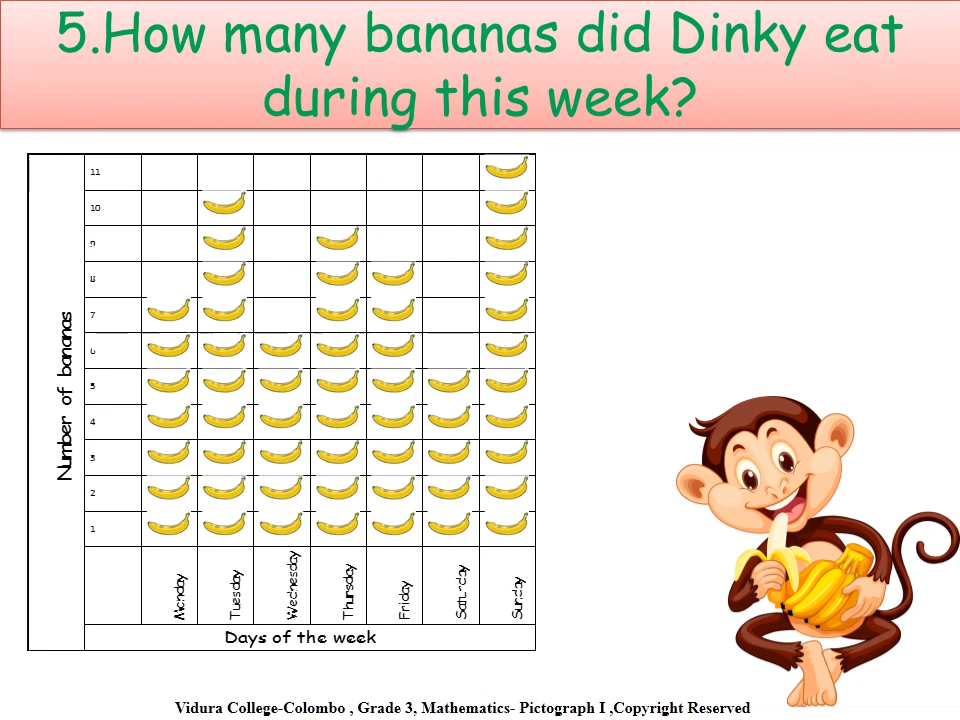 5.How many bananas did Dinky eat
during this week?
Number of bananas
11
10
9
8
7
6
5
4
3
2
1
Monday
Tuesday
Wednesday
Thursday
Friday
Saturday
Sunday
Days of the week
Vidura College-Colombo , Grade 3, Mathematics- Pictograph I ,Copyright Reserved